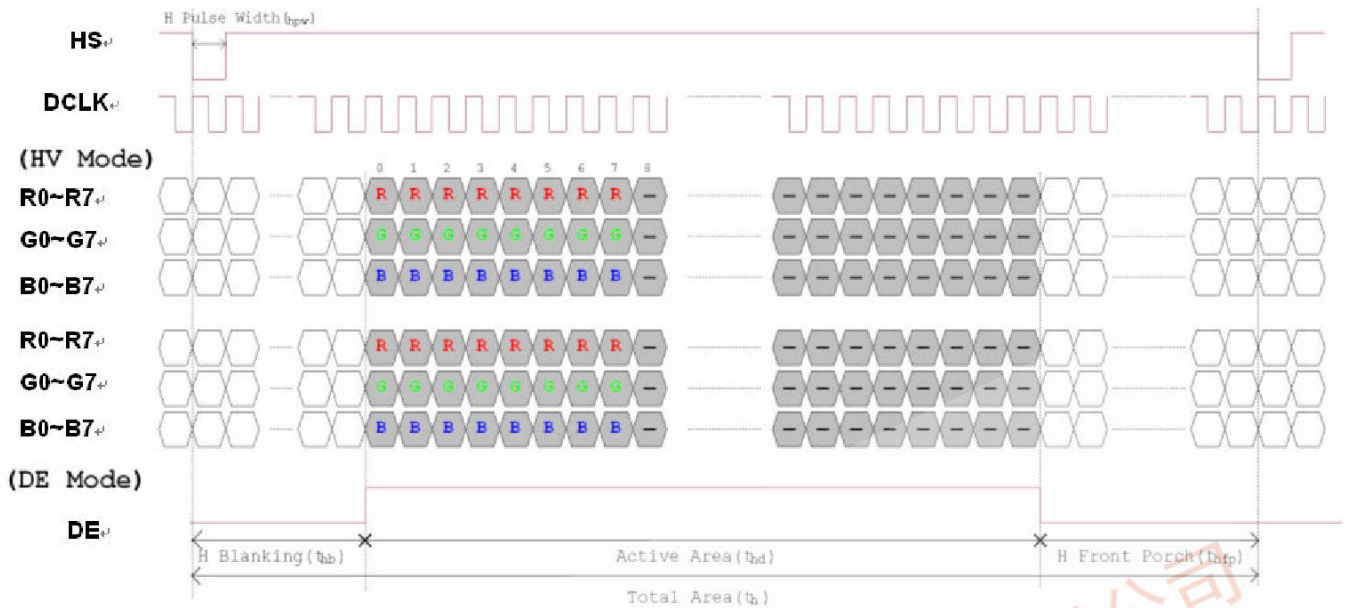 H Pulse Width(thpw)
HS↵
DCLK↵
(HV Mode)
0 1 2 3 4 5 6 7 8
R0~R7↵ R R R R R R R R - - - - - - - - -
G0~G7↵ G G G G G G G G - - - - - - - - -
B0~B7↵ B B B B B B B B - - - - - - - - -
R0~R7↵ R R R R R R R R - - - - - - - - -
G0~G7↵ G G G G G G G G - - - - - - - - -
B0~B7↵ B B B B B B B B - - - - - - - - -
(DE Mode)
DE↵
H Blanking(thb) Active Area(thd) H Front Porch(thfp)
Total Area(th)
公司